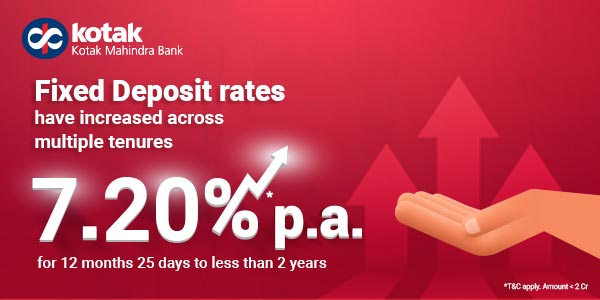 kotak
Kotak Mahindra Bank
Fixed Deposit rates
have increased across
multiple tenures
7.20%* p.a.
for 12 months 25 days to less than 2 years
*T&C apply. Amount < 2 Cr